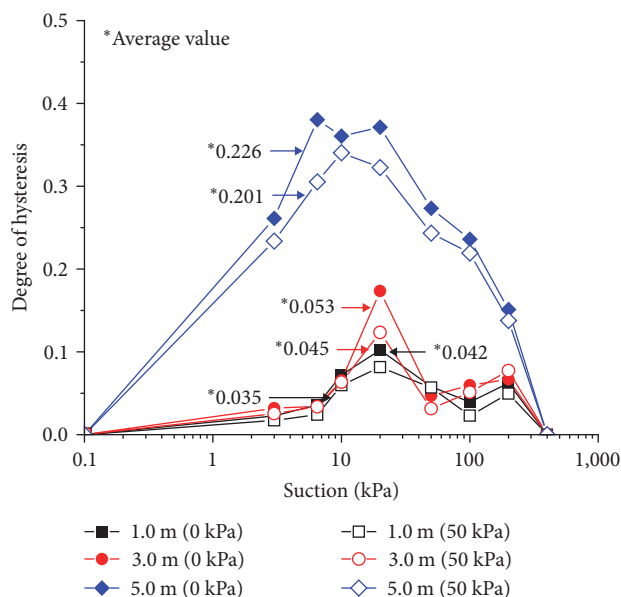 *Average value
0.5
0.4
0.3
0.2
0.1
0.0
Degree of hysteresis
*0.226
*0.201
*0.053
*0.045
*0.042
*0.035
0.1
1
10
100
1,000
Suction (kPa)
1.0 m (0 kPa)
1.0 m (50 kPa)
3.0 m (0 kPa)
3.0 m (50 kPa)
5.0 m (0 kPa)
5.0 m (50 kPa)